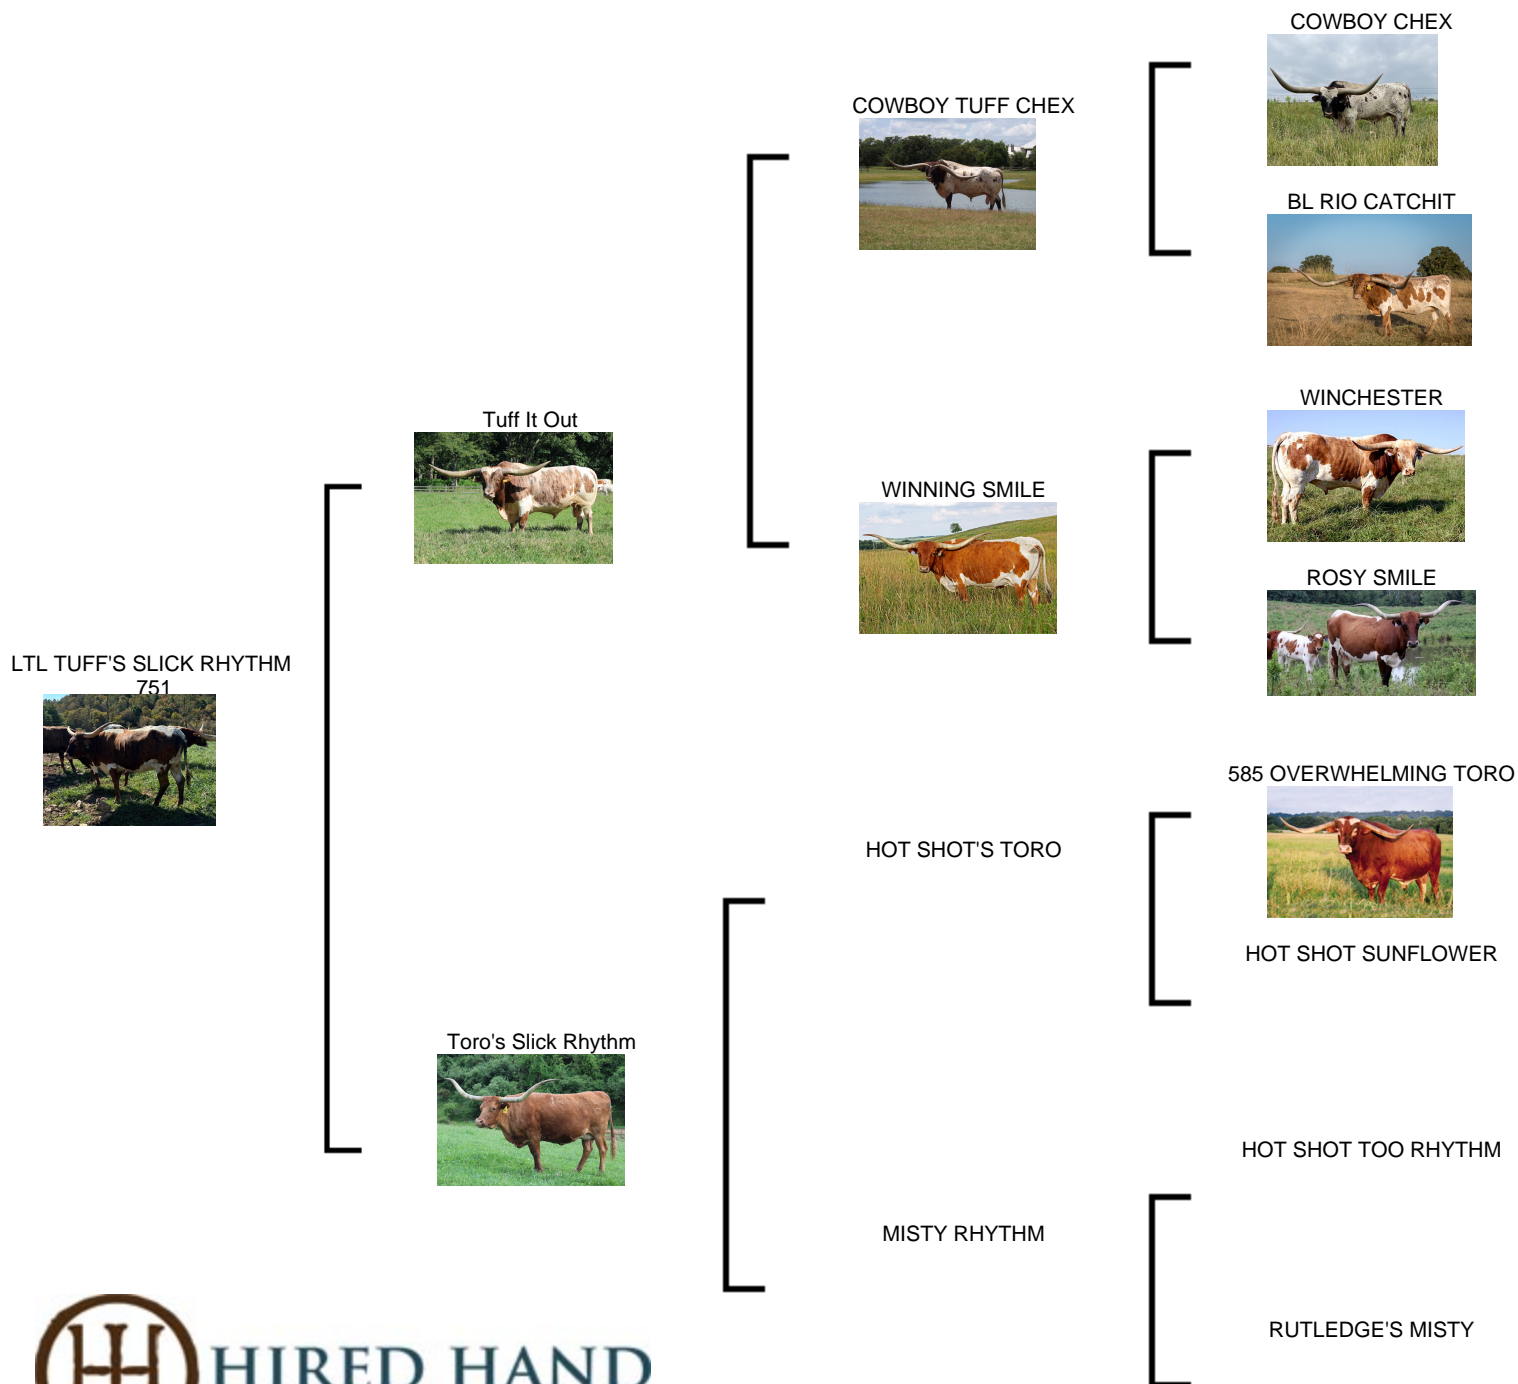 COWBOY CHEX
COWBOY TUFF CHEX
BL RIO CATCHIT
WINCHESTER
Tuff It Out
WINNING SMILE
ROSY SMILE
LTL TUFF'S SLICK RHYTHM
751
585 OVERWHELMING TORO
HOT SHOT'S TORO
HOT SHOT SUNFLOWER
Toro's Slick Rhythm
HOT SHOT TOO RHYTHM
MISTY RHYTHM
RUTLEDGE'S MISTY
HIRED HAND